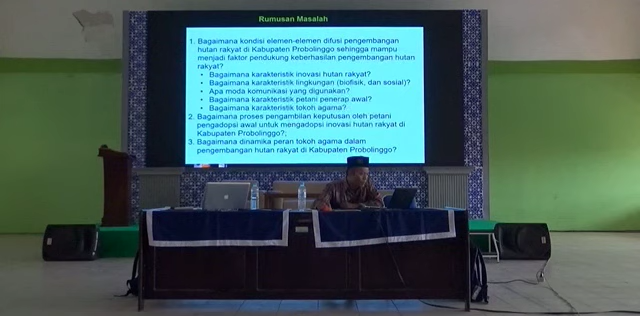 Rumusan Masalah
1. Bagaimana kondisi elemen-elemen difusi pengembangan
hutan rakyat di Kabupaten Probolinggo sehingga mampu
menjadi faktor pendukung keberhasilan pengembangan hutan
rakyat?
• Bagaimana karakteristik inovasi hutan rakyat?
• Bagaimana karakteristik lingkungan (biofisik, dan sosial)?
• Apa moda komunikasi yang digunakan?
• Bagaimana karakteristik petani penerap awal?
• Bagaimana karakteristik tokoh agama?
2. Bagaimana proses pengambilan keputusan oleh petani
pengadopsi awal untuk mengadopsi inovasi hutan rakyat di
Kabupaten Probolinggo?;
3. Bagaimana dinamika peran tokoh agama dalam
pengembangan hutan rakyat di Kabupaten Probolinggo?